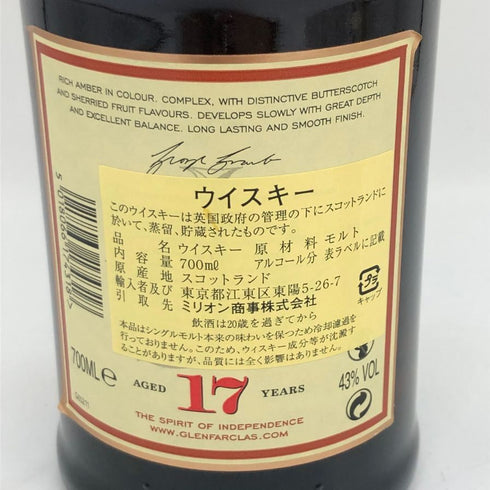 RICH AMBER IN COLOUR. COMPLEX, WITH DISTINCTIVE BUTTERSCOTCH
AND SHERRIED FRUIT FLAVOURS. DEVELOPS SLOWLY WITH GREAT DEPTH
AND EXCELLENT BALANCE. LONG LASTING AND SMOOTH FINISH.
ウイスキー
このウイスキーは英国政府の管理の下にスコットランドに
於いて、蒸留、貯蔵されたものです。
品名 ウイスキー 原材料 モルト
容量 700mℓ アルコール分 表ラベルに記載
原産地 スコットランド
輸入者及び 東京都江東区東陽5-26-7
引取先 ミリオン商事株式会社
キャップ
飲酒は20歳を過ぎてから
本品はシングルモルト本来の味わいを保つため冷却濾過を
行っておりません。このため、ウイスキー成分等が沈澱す
ることがありますが、品質には全く影響はありません。
700ML e
43% VOL
AGED 17 YEARS
THE SPIRIT OF INDEPENDENCE
WWW.GLENFARCLAS.COM